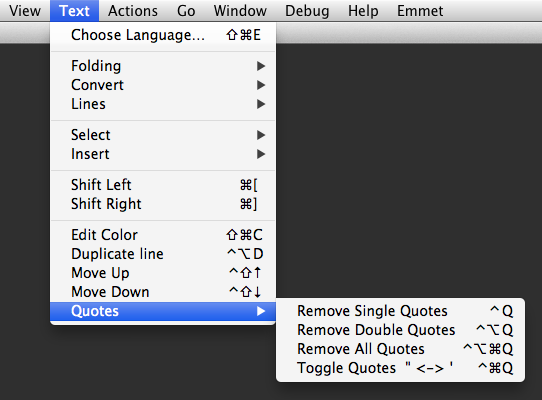 View Text Actions Go Window Debug Help Emmet
Choose Language... ⇧⌘E
Folding ▶
Convert ▶
Lines ▶
Select ▶
Insert ▶
Shift Left ⌘[
Shift Right ⌘]
Edit Color ⇧⌘C
Duplicate line ^⌥D
Move Up ^⇧↑
Move Down ^⇧↓
Quotes ▶
Remove Single Quotes ^Q
Remove Double Quotes ^⌥Q
Remove All Quotes ^⌥⌘Q
Toggle Quotes " <-> ' ^⌘Q